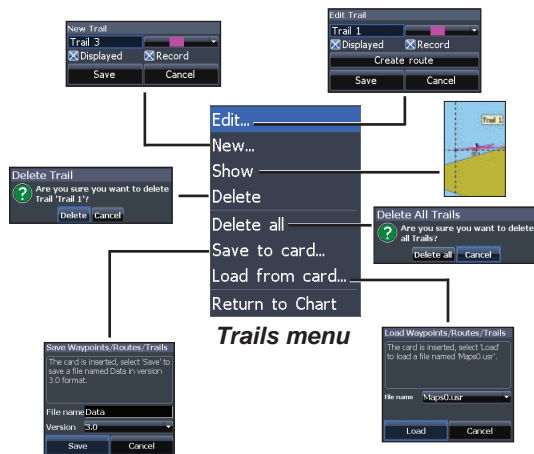 New Trail
Trail 3
Displayed Record
Save Cancel
Edit Trail
Trail 1
Displayed Record
Create route
Save Cancel
Edit...
New...
Show
Delete
Delete all
Save to card...
Load from card...
Return to Chart
Trails menu
Trail 1
Delete Trail
Are you sure you want to delete
Trail 'Trail 1'?
Delete Cancel
Delete All Trails
Are you sure you want to delete
all Trails?
Delete all Cancel
Save Waypoints/Routes/Trails
The card is inserted, select 'Save' to
save a file named Data in version
3.0 format.
File name Data
Version 3.0
Save Cancel
Load Waypoints/Routes/Trails
The card is inserted, select 'Load'
to load a file named 'Maps0.usr'.
File name Maps0.usr
Load Cancel